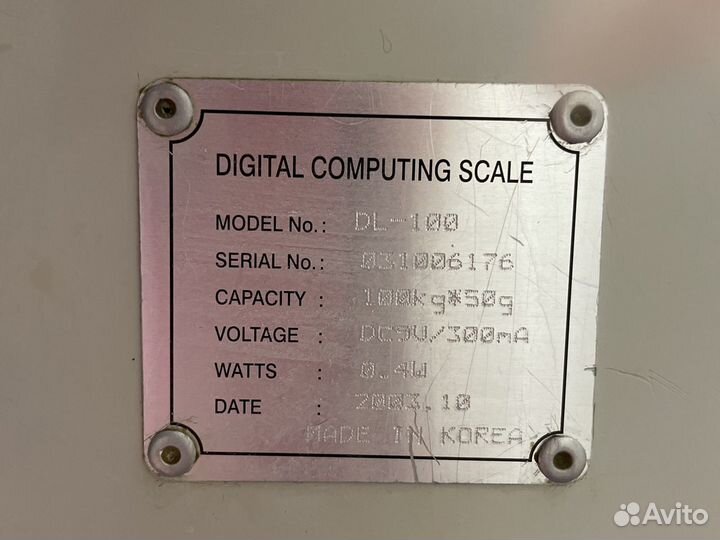 DIGITAL COMPUTING SCALE
MODEL No.: DL-100
SERIAL No.: 031006176
CAPACITY : 100kg*50g
VOLTAGE : DC9V/300mA
WATTS : 0.4W
DATE : 2003.10
MADE IN KOREA
Avito